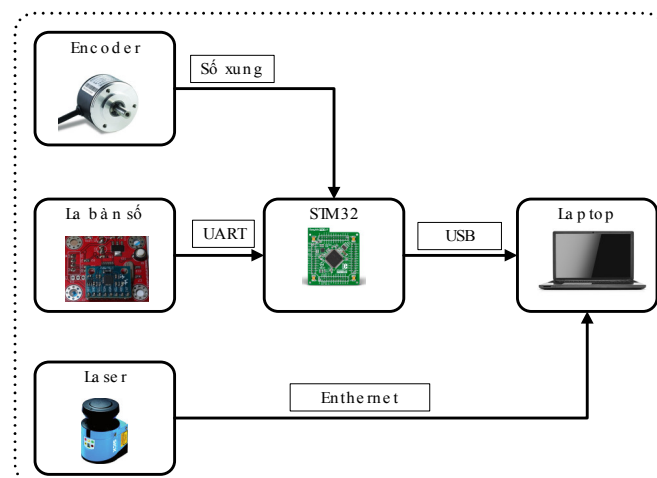 Encoder
Số xung
La bàn số
UART
STM32
USB
Laptop
Laser
Enthernet